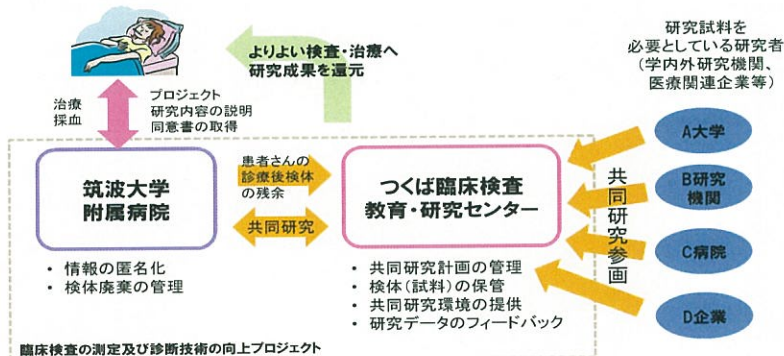 よりよい検査・治療へ
研究成果を還元
研究試料を
必要としている研究者
(学内外研究機関、
医療関連企業等)
治療
採血
プロジェクト
研究内容の説明
同意書の取得
筑波大学
附属病院
患者さんの
診療後検体
の残余
共同研究
つくば臨床検査
教育・研究センター
共同研究参画
A大学
B研究
機関
C病院
D企業
・ 情報の匿名化
・ 検体廃棄の管理
・ 共同研究計画の管理
・ 検体(試料)の保管
・ 共同研究環境の提供
・ 研究データのフィードバック
臨床検査の測定及び診断技術の向上プロジェクト